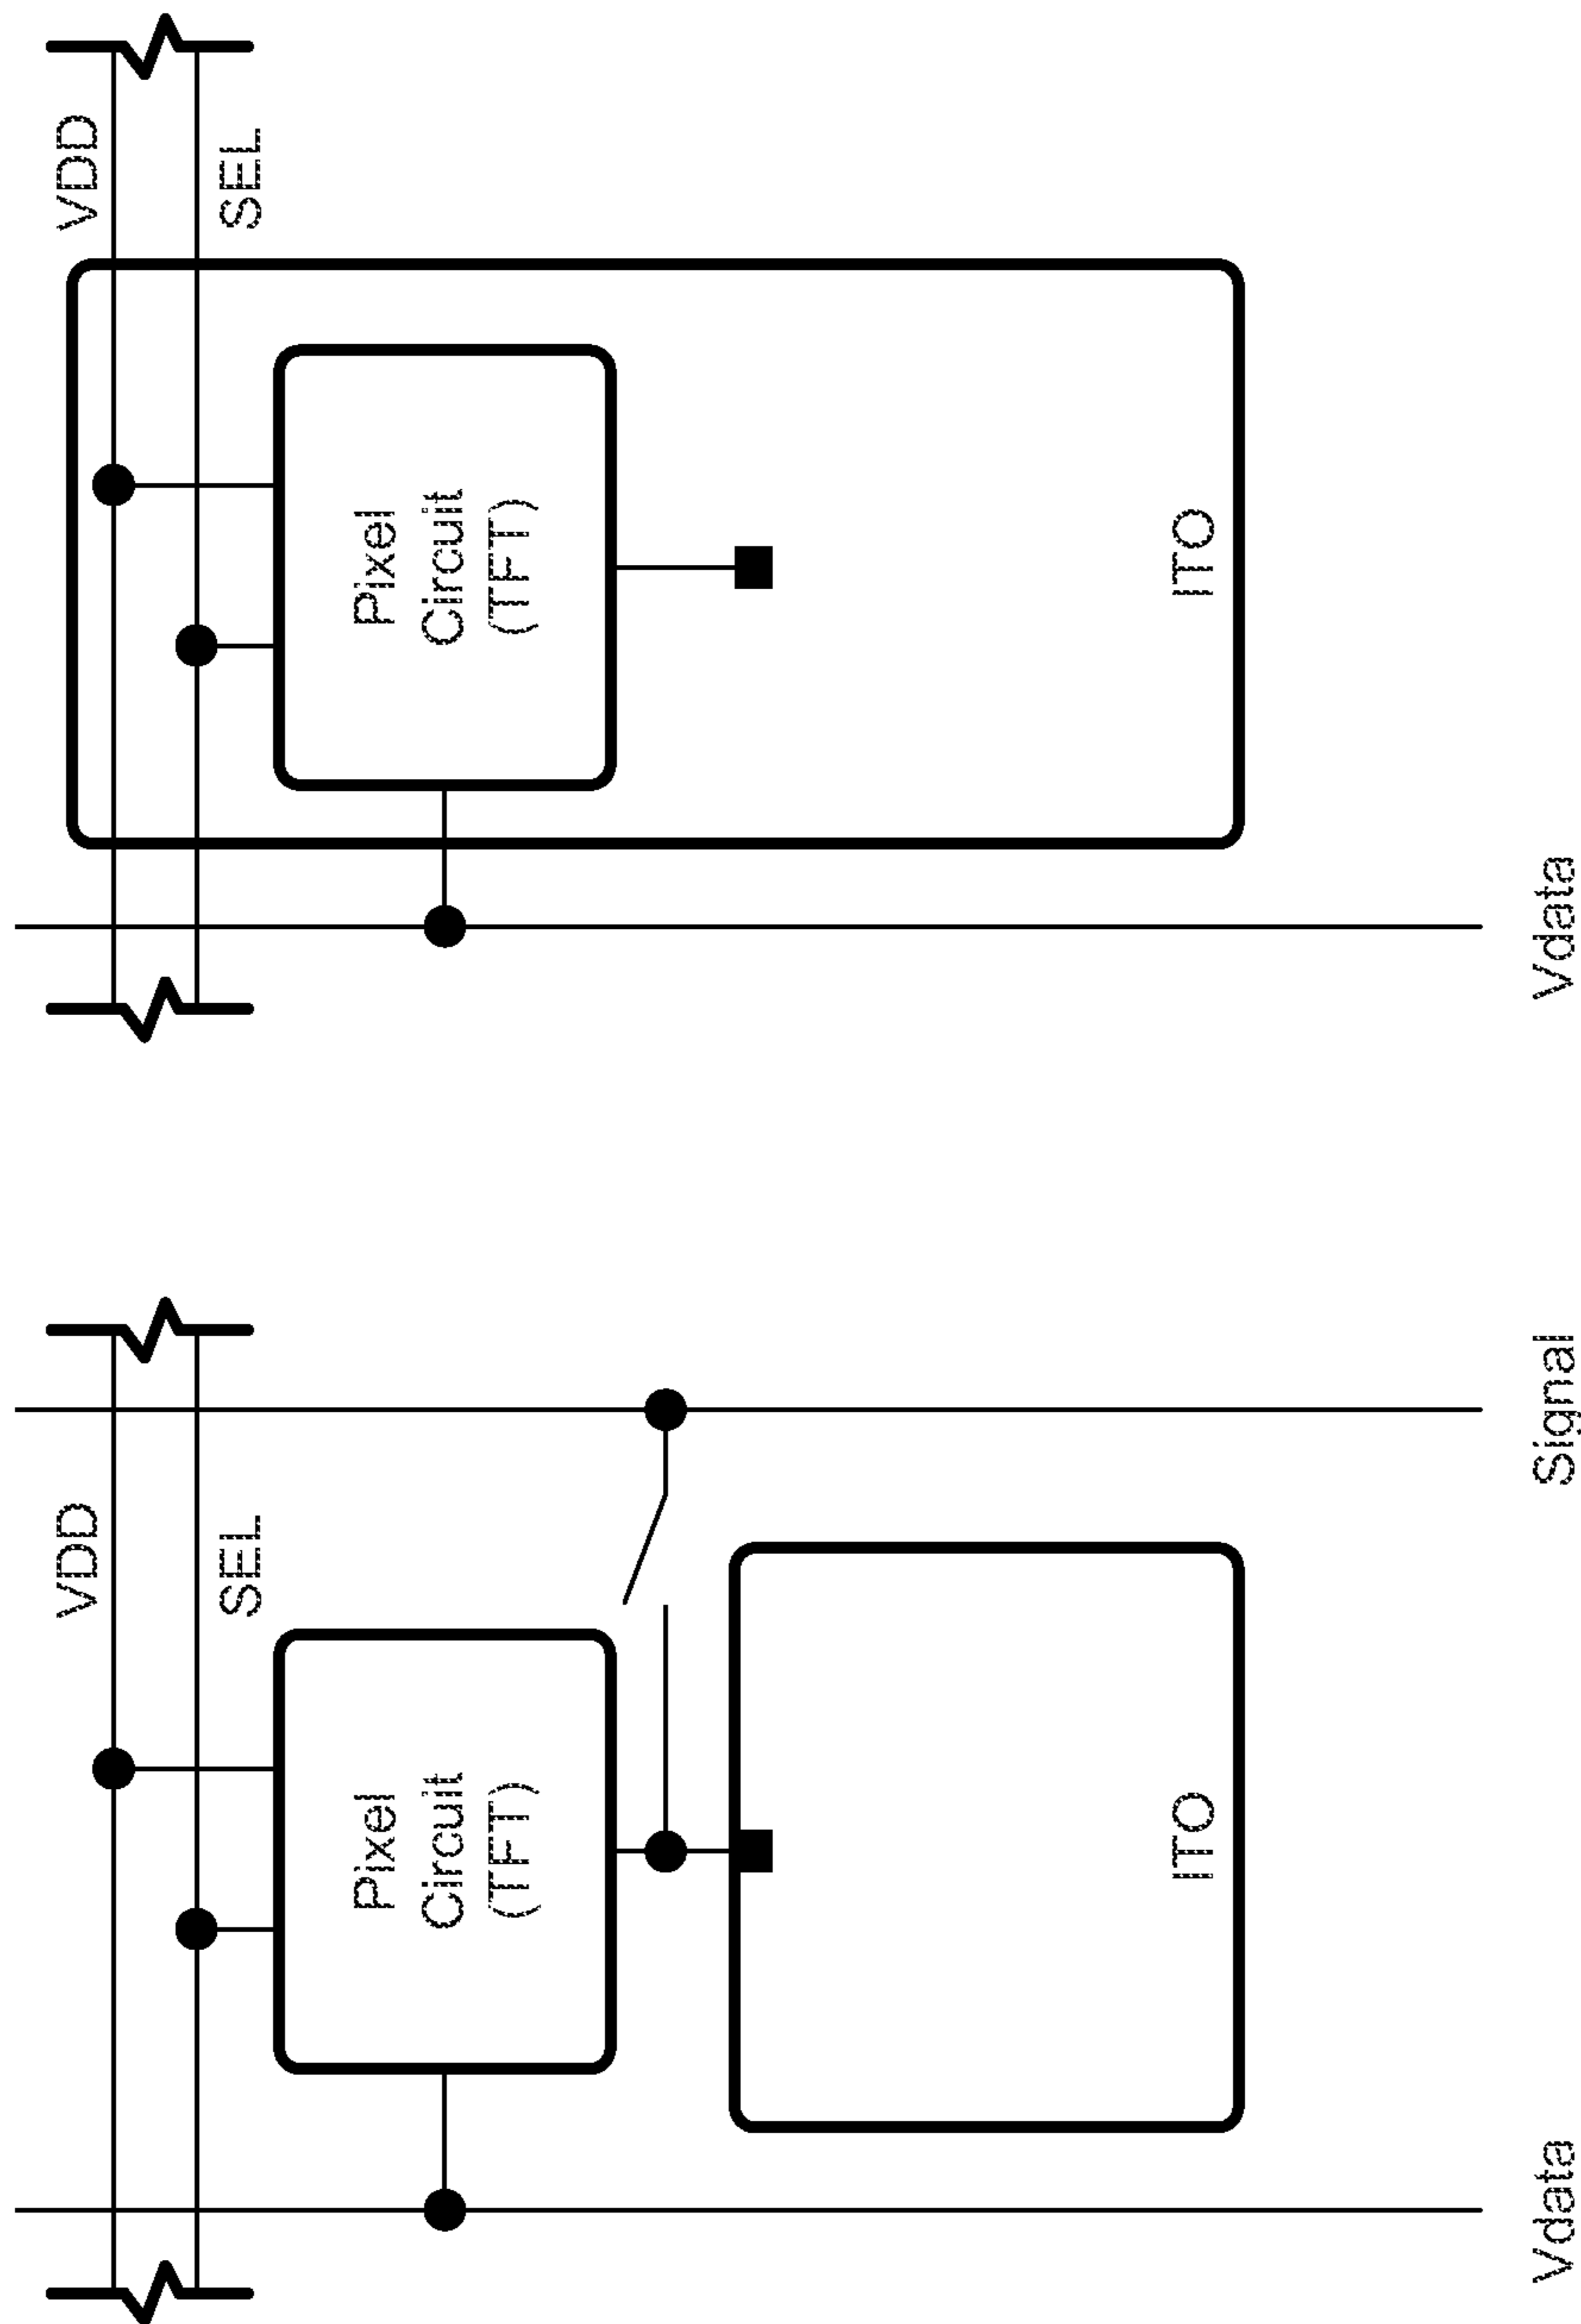 VDD
SEL
Pixel
Circuit
(TFT)
ITO
Vdata
Signal
VDD
SEL
Pixel
Circuit
(TFT)
ITO
Vdata